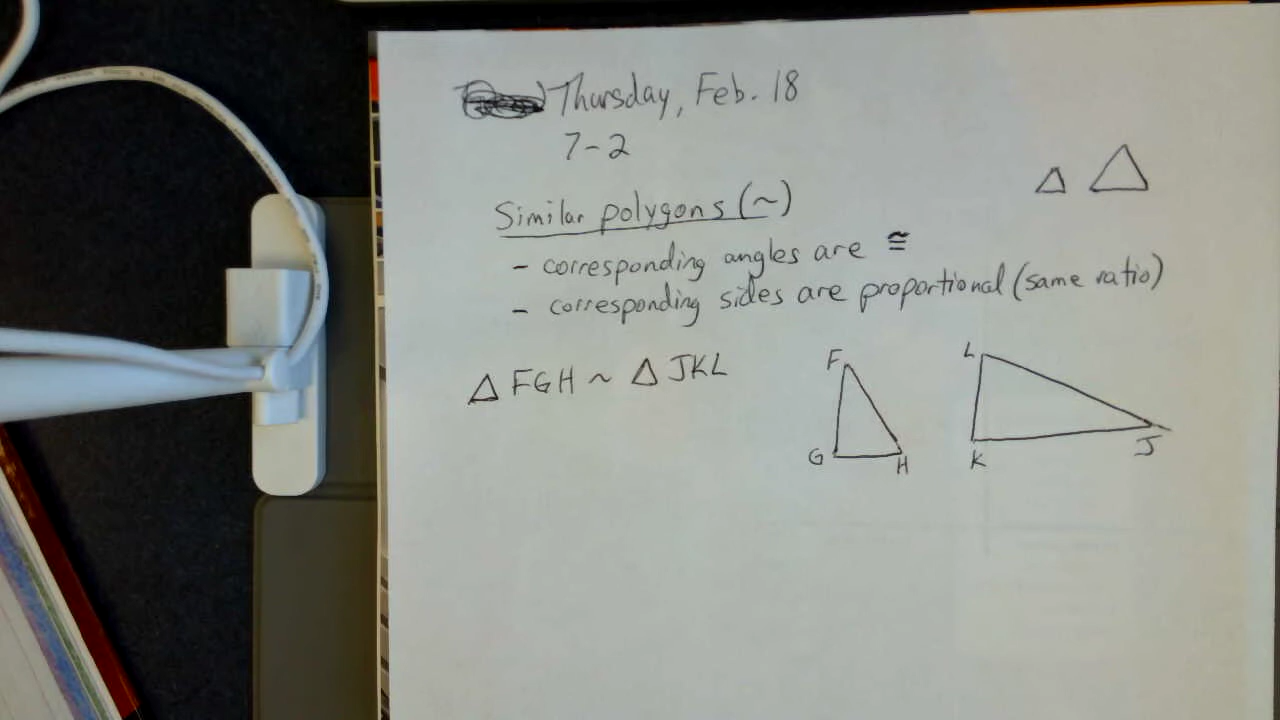 Thursday, Feb. 18
7-2
Similar polygons (~)
- corresponding angles are ≅
- corresponding sides are proportional (same ratio)
△ FGH ~ △ JKL
F
G
H
L
K
J